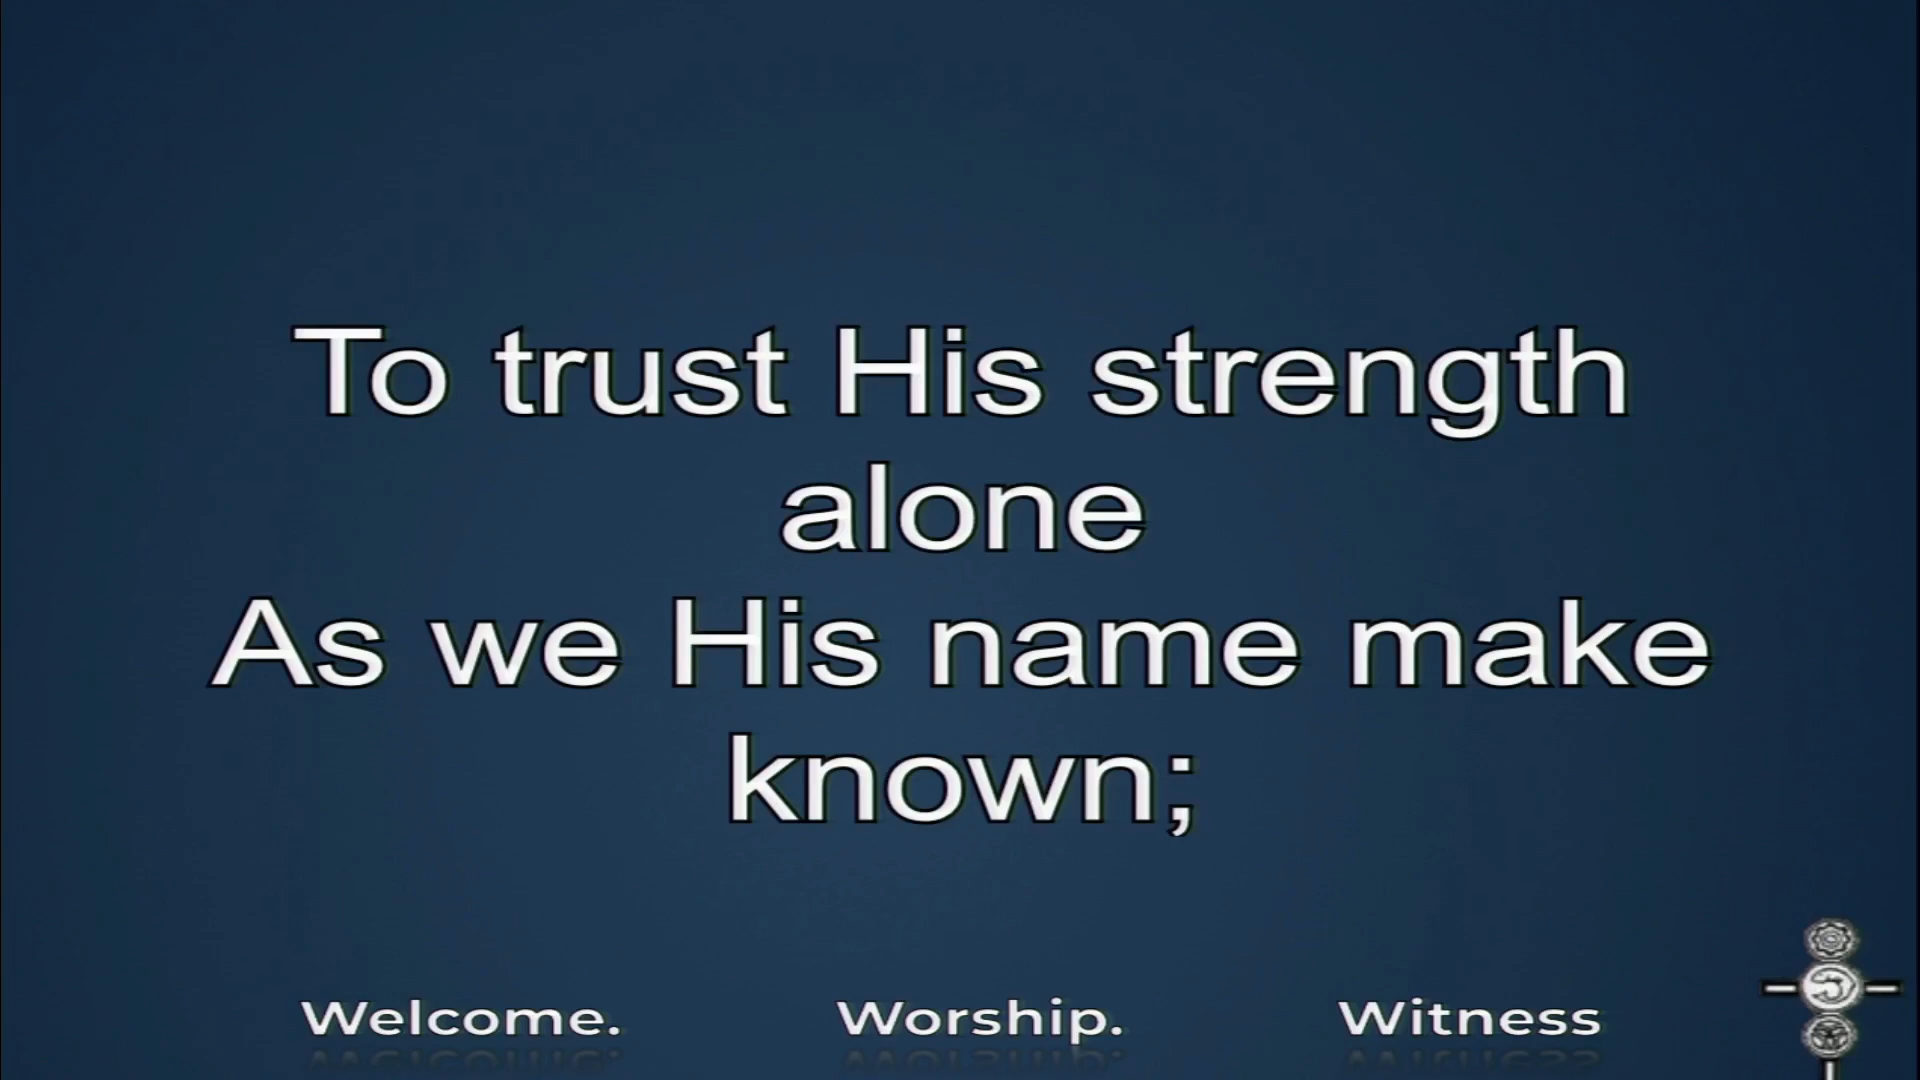 To trust His strength
alone
As we His name make
known;
Welcome. Worship. Witness